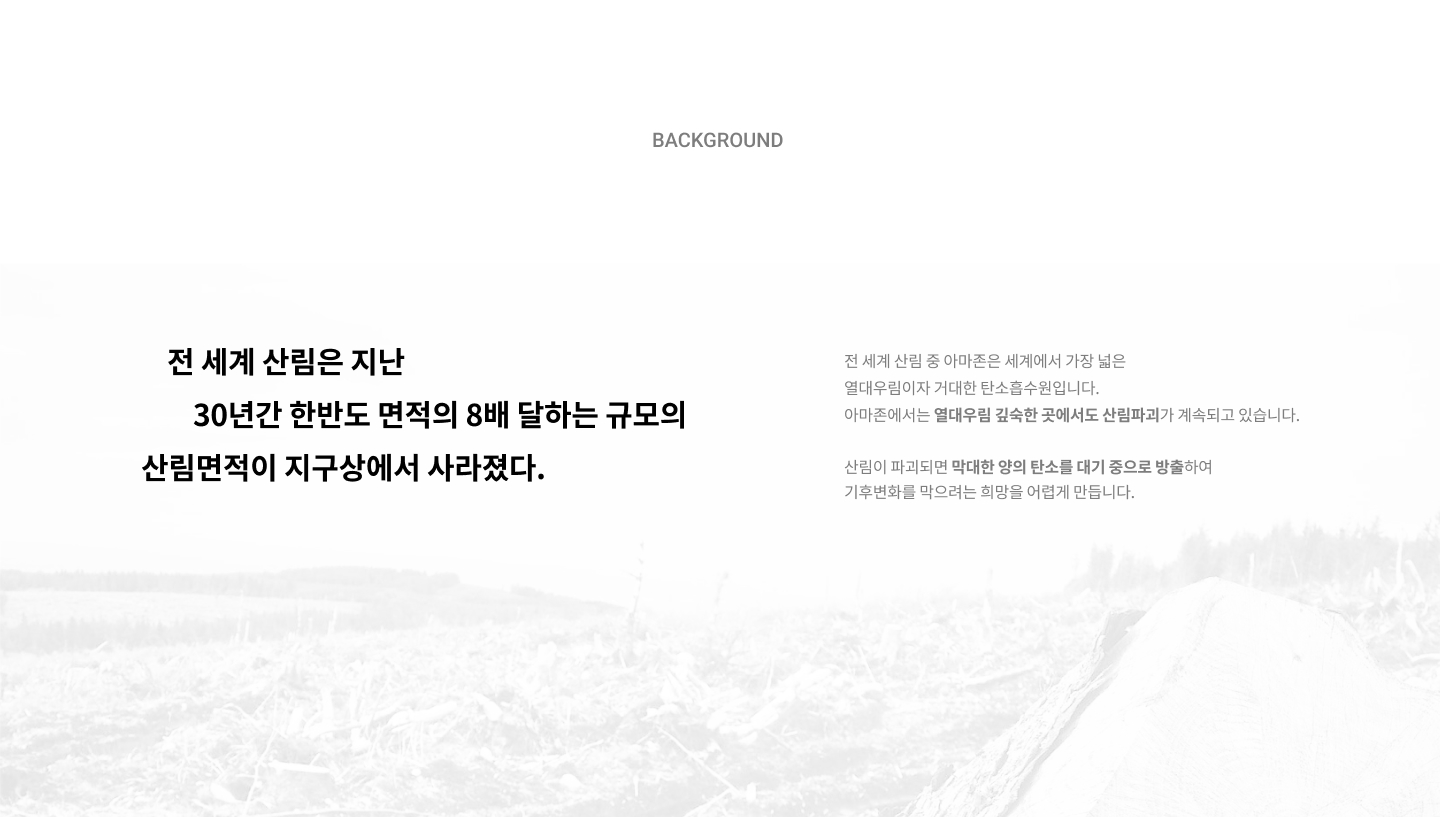 BACKGROUND
전 세계 산림은 지난
30년간 한반도 면적의 8배 달하는 규모의
산림면적이 지구상에서 사라졌다.
전 세계 산림 중 아마존은 세계에서 가장 넓은
열대우림이자 거대한 탄소흡수원입니다.
아마존에서는 열대우림 깊숙한 곳에서도 산림파괴가 계속되고 있습니다.
산림이 파괴되면 막대한 양의 탄소를 대기 중으로 방출하여
기후변화를 막으려는 희망을 어렵게 만듭니다.